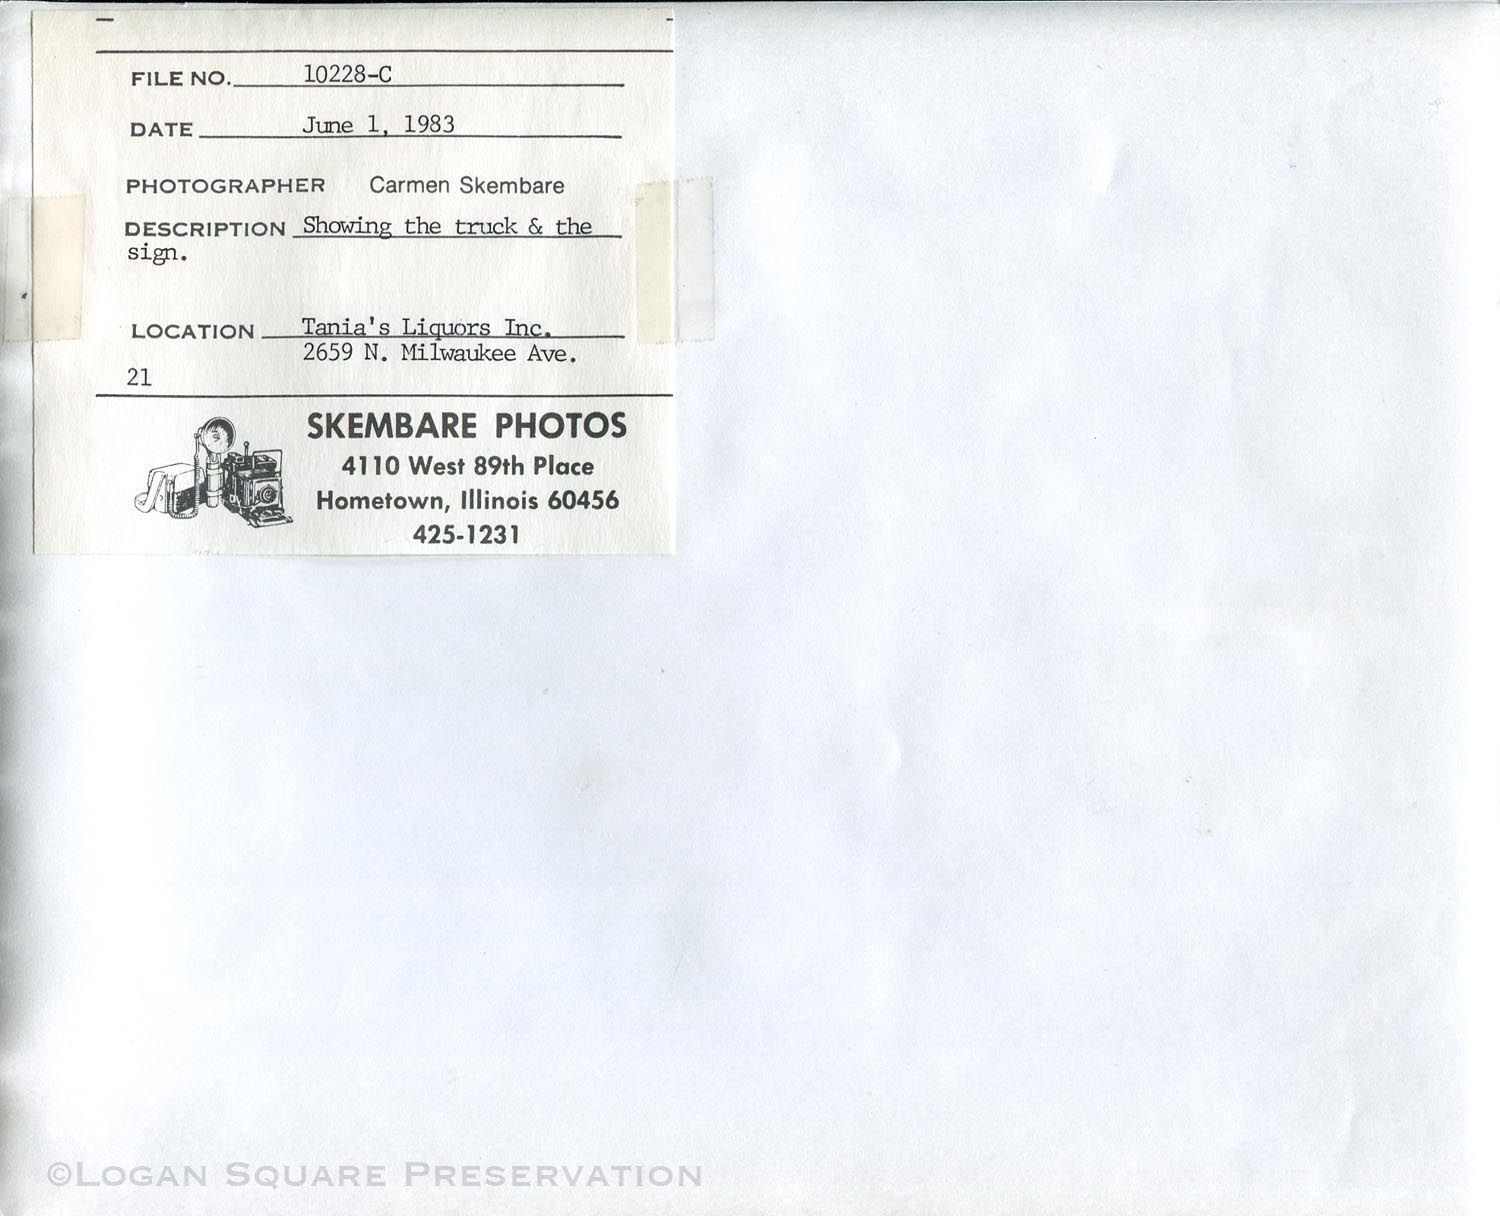 FILE NO. 10228-C
DATE June 1, 1983
PHOTOGRAPHER Carmen Skembare
DESCRIPTION Showing the truck & the
sign.
LOCATION Tania's Liquors Inc.
2659 N. Milwaukee Ave.
21
SKEMBARE PHOTOS
4110 West 89th Place
Hometown, Illinois 60456
425-1231
©LOGAN SQUARE PRESERVATION